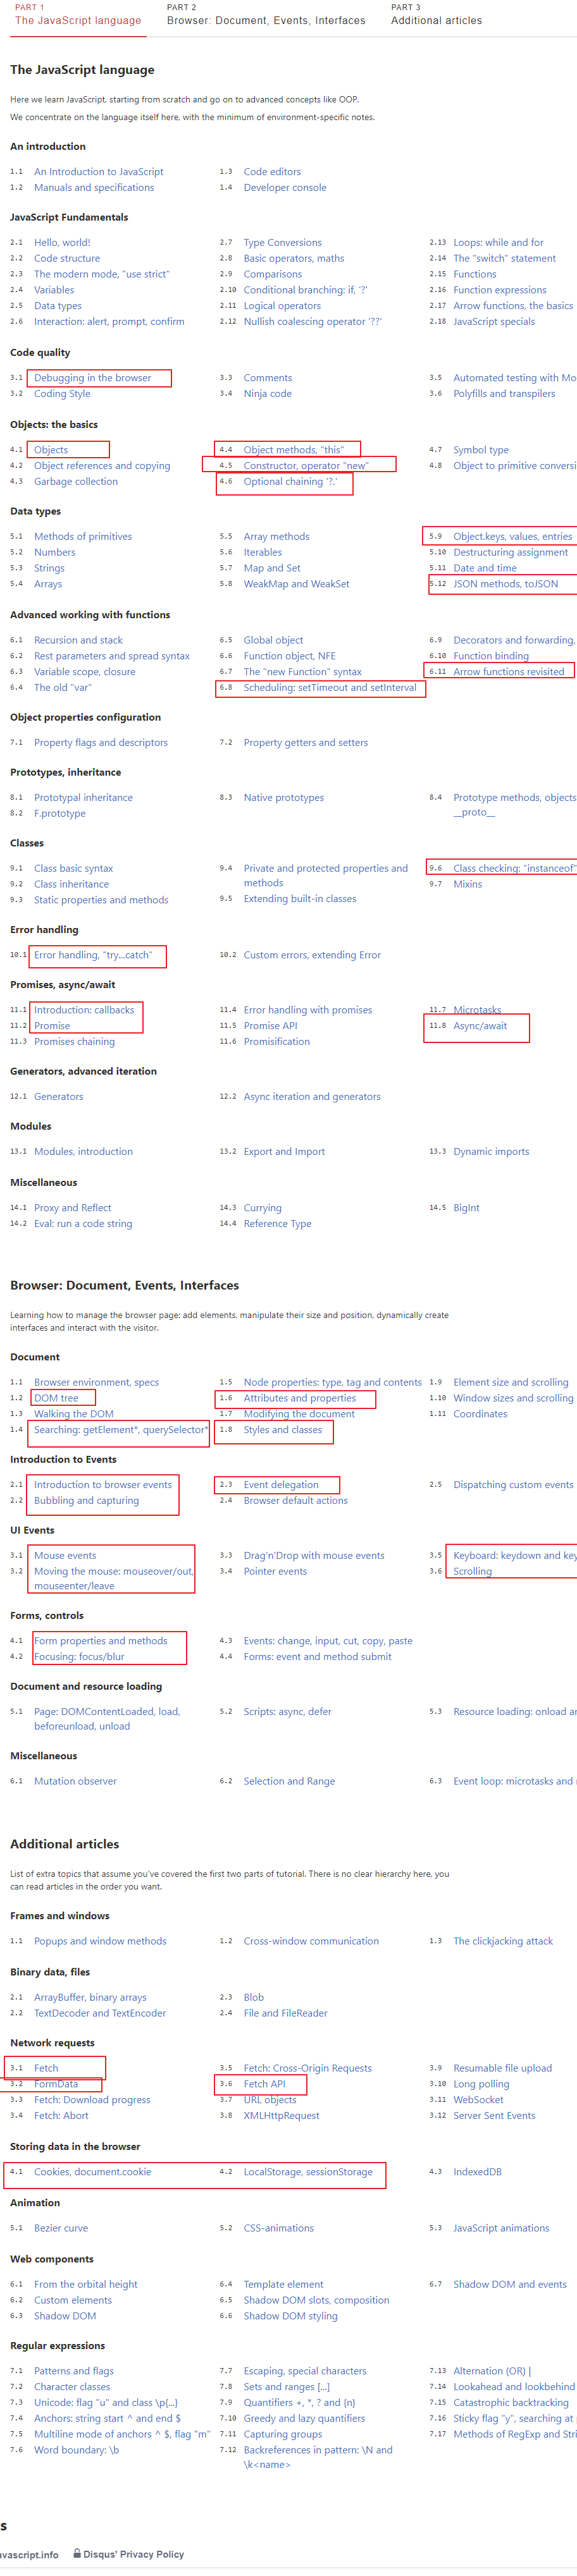 PART 1
The JavaScript language
PART 2
Browser: Document, Events, Interfaces
PART 3
Additional articles
The JavaScript language
Here we learn JavaScript, starting from scratch and go on to advanced concepts like OOP.
We concentrate on the language itself here, with the minimum of environment-specific notes.
An introduction
1.1 An Introduction to JavaScript
1.2 Manuals and specifications
1.3 Code editors
1.4 Developer console
JavaScript Fundamentals
2.1 Hello, world!
2.2 Code structure
2.3 The modern mode, "use strict"
2.4 Variables
2.5 Data types
2.6 Interaction: alert, prompt, confirm
2.7 Type Conversions
2.8 Basic operators, maths
2.9 Comparisons
2.10 Conditional branching: if, '?'
2.11 Logical operators
2.12 Nullish coalescing operator '??'
2.13 Loops: while and for
2.14 The "switch" statement
2.15 Functions
2.16 Function expressions
2.17 Arrow functions, the basics
2.18 JavaScript specials
Code quality
3.1 Debugging in the browser
3.2 Coding Style
3.3 Comments
3.4 Ninja code
3.5 Automated testing with Mo
3.6 Polyfills and transpilers
Objects: the basics
4.1 Objects
4.2 Object references and copying
4.3 Garbage collection
4.4 Object methods, "this"
4.5 Constructor, operator "new"
4.6 Optional chaining '?.'
4.7 Symbol type
4.8 Object to primitive conversi
Data types
5.1 Methods of primitives
5.2 Numbers
5.3 Strings
5.4 Arrays
5.5 Array methods
5.6 Iterables
5.7 Map and Set
5.8 WeakMap and WeakSet
5.9 Object.keys, values, entries
5.10 Destructuring assignment
5.11 Date and time
5.12 JSON methods, toJSON
Advanced working with functions
6.1 Recursion and stack
6.2 Rest parameters and spread syntax
6.3 Variable scope, closure
6.4 The old "var"
6.5 Global object
6.6 Function object, NFE
6.7 The "new Function" syntax
6.8 Scheduling: setTimeout and setInterval
6.9 Decorators and forwarding,
6.10 Function binding
6.11 Arrow functions revisited
Object properties configuration
7.1 Property flags and descriptors
7.2 Property getters and setters
Prototypes, inheritance
8.1 Prototypal inheritance
8.2 F.prototype
8.3 Native prototypes
8.4 Prototype methods, objects
__proto__
Classes
9.1 Class basic syntax
9.2 Class inheritance
9.3 Static properties and methods
9.4 Private and protected properties and
methods
9.5 Extending built-in classes
9.6 Class checking: "instanceof"
9.7 Mixins
Error handling
10.1 Error handling, "try...catch"
10.2 Custom errors, extending Error
Promises, async/await
11.1 Introduction: callbacks
11.2 Promise
11.3 Promises chaining
11.4 Error handling with promises
11.5 Promise API
11.6 Promisification
11.7 Microtasks
11.8 Async/await
Generators, advanced iteration
12.1 Generators
12.2 Async iteration and generators
Modules
13.1 Modules, introduction
13.2 Export and Import
13.3 Dynamic imports
Miscellaneous
14.1 Proxy and Reflect
14.2 Eval: run a code string
14.3 Currying
14.4 Reference Type
14.5 BigInt
Browser: Document, Events, Interfaces
Learning how to manage the browser page: add elements, manipulate their size and position, dynamically create
interfaces and interact with the visitor.
Document
1.1 Browser environment, specs
1.2 DOM tree
1.3 Walking the DOM
1.4 Searching: getElement*, querySelector*
1.5 Node properties: type, tag and contents
1.6 Attributes and properties
1.7 Modifying the document
1.8 Styles and classes
1.9 Element size and scrolling
1.10 Window sizes and scrolling
1.11 Coordinates
Introduction to Events
2.1 Introduction to browser events
2.2 Bubbling and capturing
2.3 Event delegation
2.4 Browser default actions
2.5 Dispatching custom events
UI Events
3.1 Mouse events
3.2 Moving the mouse: mouseover/out,
mouseenter/leave
3.3 Drag'n'Drop with mouse events
3.4 Pointer events
3.5 Keyboard: keydown and key
3.6 Scrolling
Forms, controls
4.1 Form properties and methods
4.2 Focusing: focus/blur
4.3 Events: change, input, cut, copy, paste
4.4 Forms: event and method submit
Document and resource loading
5.1 Page: DOMContentLoaded, load,
beforeunload, unload
5.2 Scripts: async, defer
5.3 Resource loading: onload a
Miscellaneous
6.1 Mutation observer
6.2 Selection and Range
6.3 Event loop: microtasks and
Additional articles
List of extra topics that assume you've covered the first two parts of tutorial. There is no clear hierarchy here, you
can read articles in the order you want.
Frames and windows
1.1 Popups and window methods
1.2 Cross-window communication
1.3 The clickjacking attack
Binary data, files
2.1 ArrayBuffer, binary arrays
2.2 TextDecoder and TextEncoder
2.3 Blob
2.4 File and FileReader
Network requests
3.1 Fetch
3.2 FormData
3.3 Fetch: Download progress
3.4 Fetch: Abort
3.5 Fetch: Cross-Origin Requests
3.6 Fetch API
3.7 URL objects
3.8 XMLHttpRequest
3.9 Resumable file upload
3.10 Long polling
3.11 WebSocket
3.12 Server Sent Events
Storing data in the browser
4.1 Cookies, document.cookie
4.2 LocalStorage, sessionStorage
4.3 IndexedDB
Animation
5.1 Bezier curve
5.2 CSS-animations
5.3 JavaScript animations
Web components
6.1 From the orbital height
6.2 Custom elements
6.3 Shadow DOM
6.4 Template element
6.5 Shadow DOM slots, composition
6.6 Shadow DOM styling
6.7 Shadow DOM and events
Regular expressions
7.1 Patterns and flags
7.2 Character classes
7.3 Unicode: flag "u" and class \p{...}
7.4 Anchors: string start ^ and end $
7.5 Multiline mode of anchors ^ $, flag "m"
7.6 Word boundary: \b
7.7 Escaping, special characters
7.8 Sets and ranges [...]
7.9 Quantifiers +, *, ? and {n}
7.10 Greedy and lazy quantifiers
7.11 Capturing groups
7.12 Backreferences in pattern: \N and
\k<name>
7.13 Alternation (OR) |
7.14 Lookahead and lookbehind
7.15 Catastrophic backtracking
7.16 Sticky flag "y", searching at
7.17 Methods of RegExp and Stri
s
avascript.info
Disqus' Privacy Policy